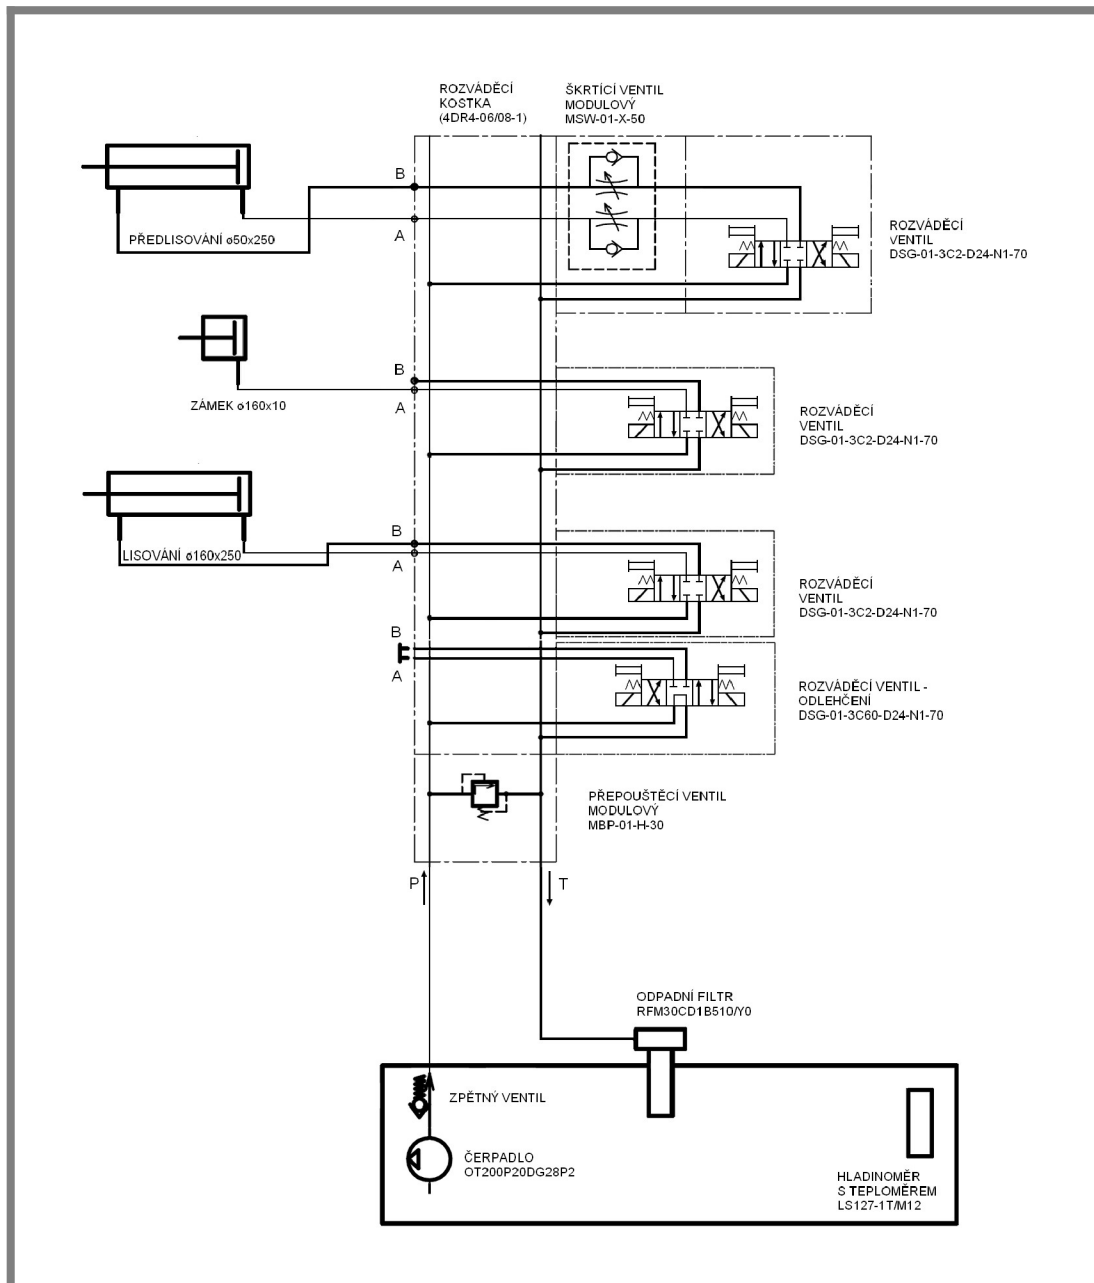 ROZVÁDĚCÍ
KOSTKA
(4DR4-06/08-1)
ŠKRTÍCÍ VENTIL
MODULOVÝ
MSW-01-X-50
B
A
PŘEDLISOVÁNÍ ø50x250
ROZVÁDĚCÍ
VENTIL
DSG-01-3C2-D24-N1-70
B
A
ZÁMEK ø160x10
ROZVÁDĚCÍ
VENTIL
DSG-01-3C2-D24-N1-70
B
A
LISOVÁNÍ ø160x250
ROZVÁDĚCÍ
VENTIL
DSG-01-3C2-D24-N1-70
B
A
ROZVÁDĚCÍ VENTIL -
ODLEHČENÍ
DSG-01-3C60-D24-N1-70
PŘEPOUŠTĚCÍ VENTIL
MODULOVÝ
MBP-01-H-30
P
T
ODPADNÍ FILTR
RFM30CD1B510/Y0
ZPĚTNÝ VENTIL
ČERPADLO
OT200P20DG28P2
HLADINOMĚR
S TEPLOMĚREM
LS127-1T/M12